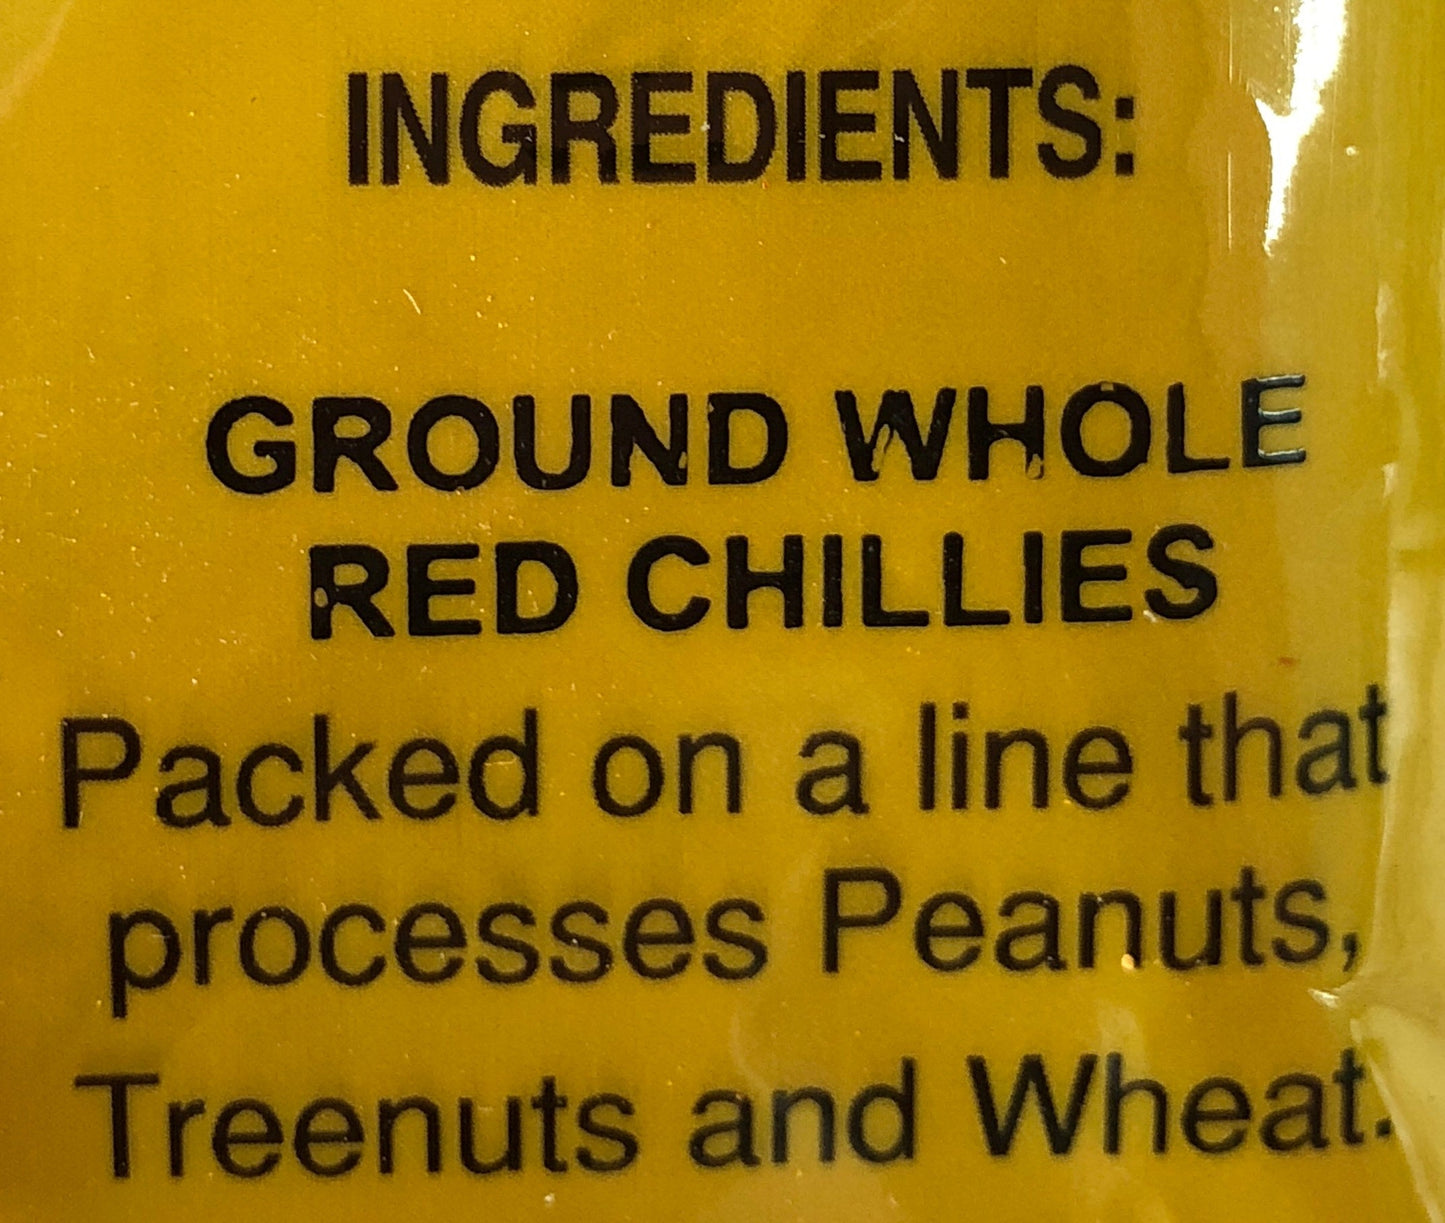 INGREDIENTS:
GROUND WHOLE
RED CHILLIES
Packed on a line that
processes Peanuts,
Treenuts and Wheat.